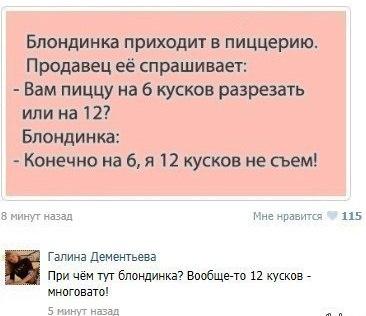 Блондинка приходит в пиццерию.
Продавец её спрашивает:
- Вам пиццу на 6 кусков разрезать
или на 12?
Блондинка:
- Конечно на 6, я 12 кусков не съем!
8 минут назад
Мне нравится 115
Галина Дементьева
При чём тут блондинка? Вообще-то 12 кусков -
многовато!
5 минут назад